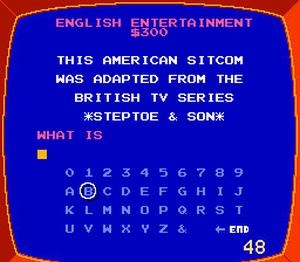 ENGLISH ENTERTAINMENT
$300
THIS AMERICAN SITCOM
WAS ADAPTED FROM THE
BRITISH TV SERIES
*STEPTOE & SON*
WHAT IS
0 1 2 3 4 5 6 7 8 9
A B C D E F G H I J
K L M N O P Q R S T
U V W X Y Z & ← END
48